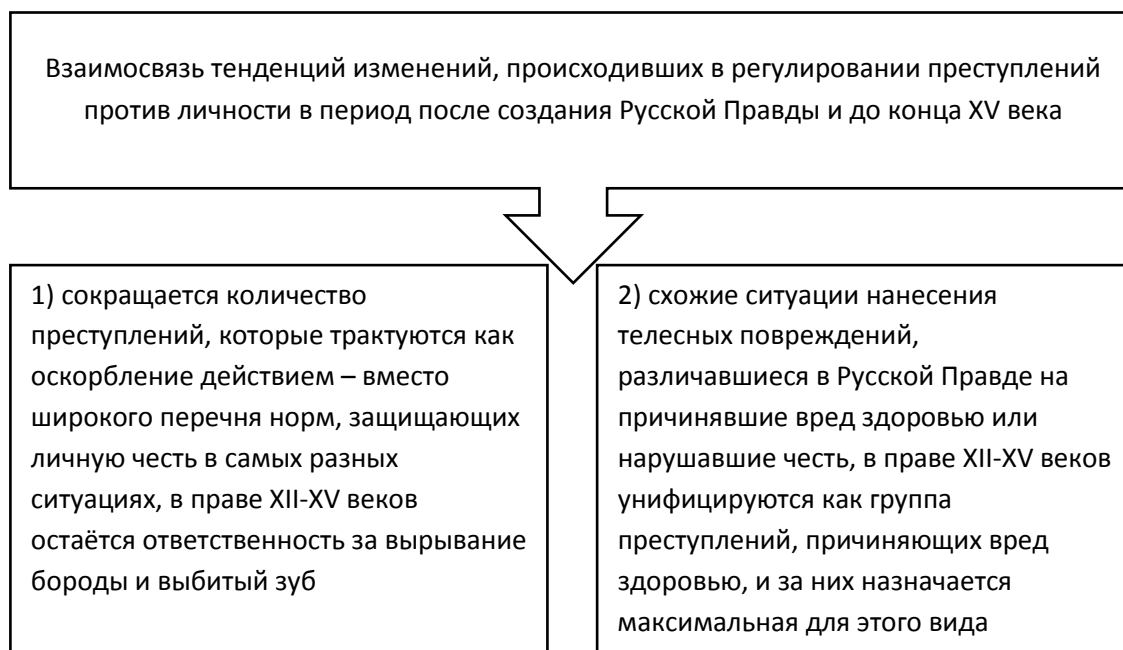 Взаимосвязь тенденций изменений, происходивших в регулировании преступлений
против личности в период после создания Русской Правды и до конца XV века
1) сокращается количество
преступлений, которые трактуются как
оскорбление действием – вместо
широкого перечня норм, защищающих
личную честь в самых разных
ситуациях, в праве XII-XV веков
остаётся ответственность за вырывание
бороды и выбитый зуб
2) схожие ситуации нанесения
телесных повреждений,
различавшиеся в Русской Правде на
причинявшие вред здоровью или
нарушавшие честь, в праве XII-XV веков
унифицируются как группа
преступлений, причиняющих вред
здоровью, и за них назначается
максимальная для этого вида